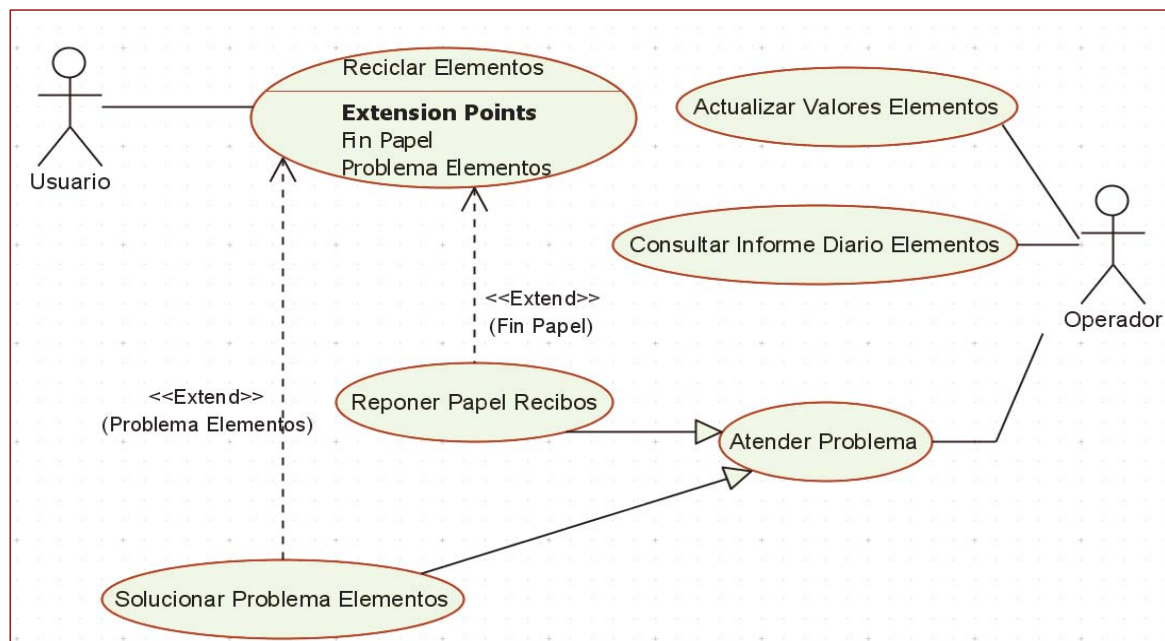 Reciclar Elementos
Extension Points
Fin Papel
Problema Elementos
Usuario
Actualizar Valores Elementos
Consultar Informe Diario Elementos
Operador
<<Extend>>
(Fin Papel)
<<Extend>>
(Problema Elementos)
Reponer Papel Recibos
Atender Problema
Solucionar Problema Elementos